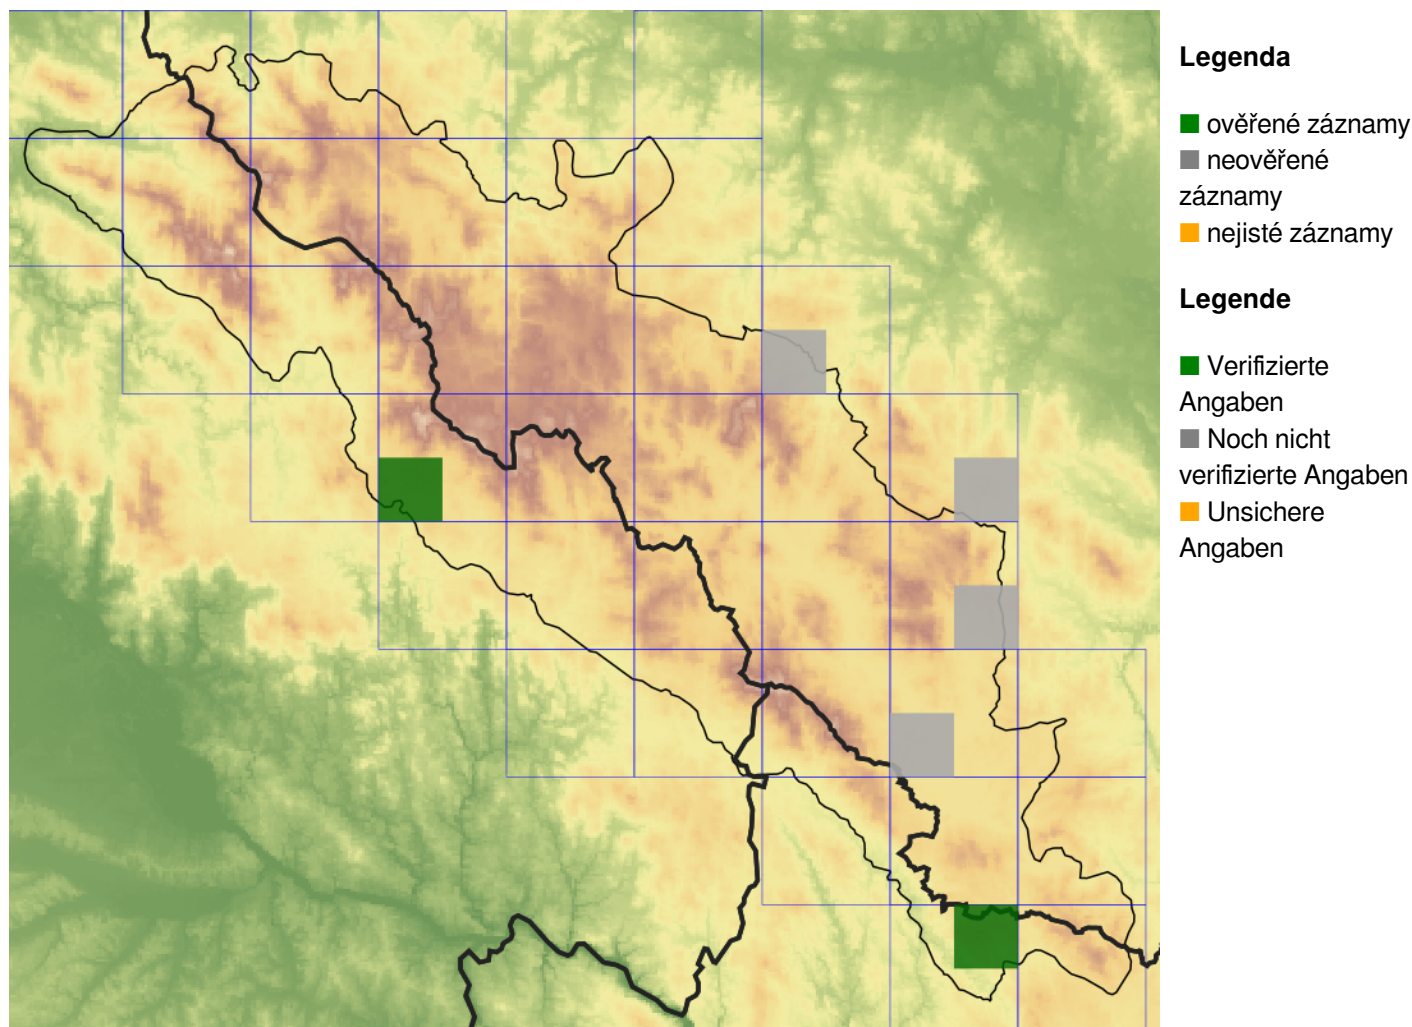 Legenda
ověřené záznamy
neověřené
záznamy
nejisté záznamy
Legende
Verifizierte
Angaben
Noch nicht
verifizierte Angaben
Unsichere
Angaben